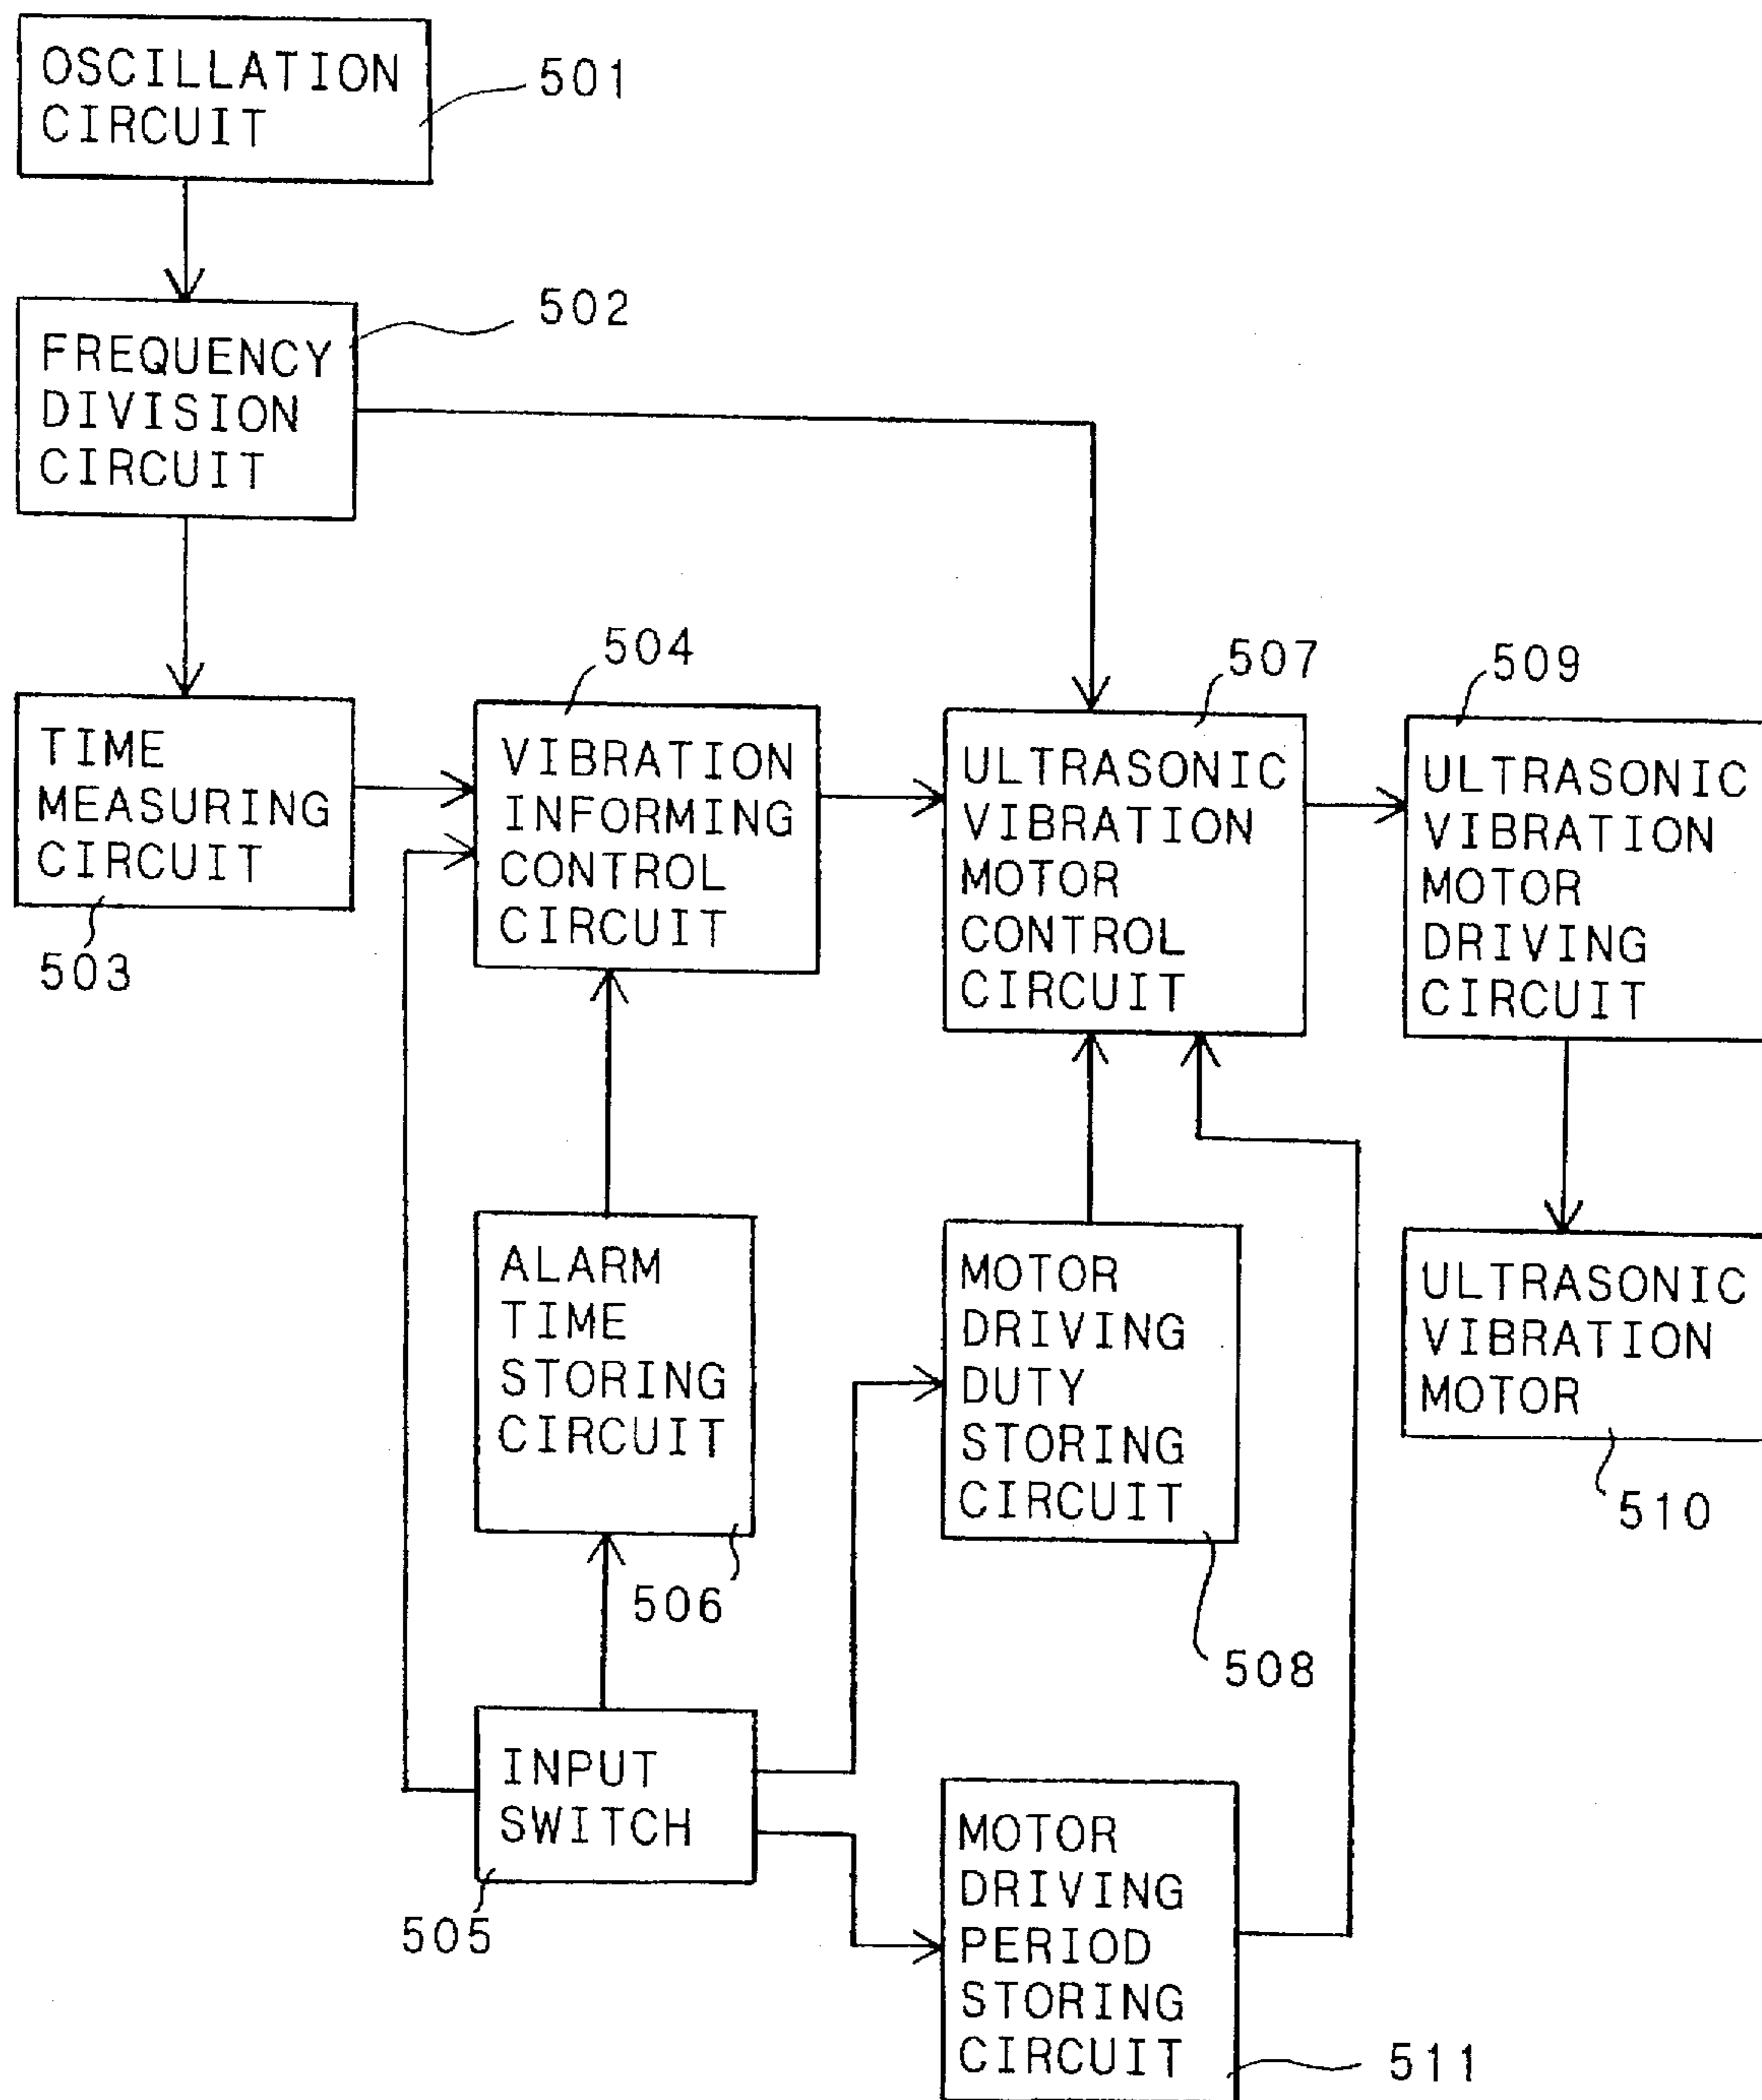 OSCILLATION
CIRCUIT
501
FREQUENCY
DIVISION
CIRCUIT
502
TIME
MEASURING
CIRCUIT
503
VIBRATION
INFORMING
CONTROL
CIRCUIT
504
ULTRASONIC
VIBRATION
MOTOR
CONTROL
CIRCUIT
507
ULTRASONIC
VIBRATION
MOTOR
DRIVING
CIRCUIT
509
ALARM
TIME
STORING
CIRCUIT
506
MOTOR
DRIVING
DUTY
STORING
CIRCUIT
508
ULTRASONIC
VIBRATION
MOTOR
510
INPUT
SWITCH
505
MOTOR
DRIVING
PERIOD
STORING
CIRCUIT
511